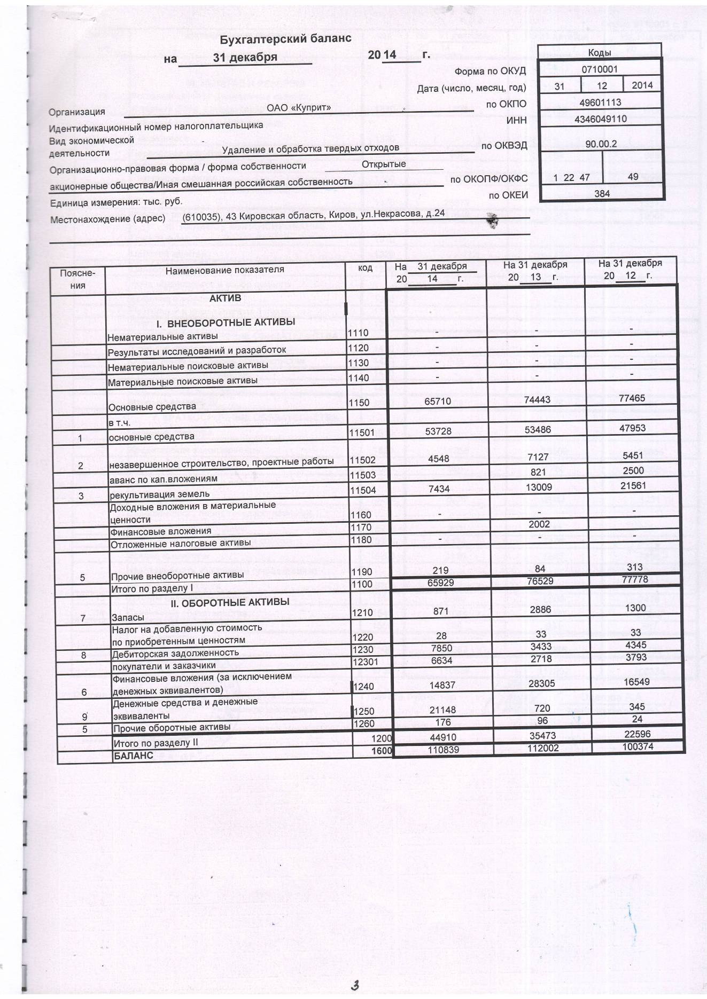 Бухгалтерский баланс
на 31 декабря 20 14 г.
Коды
Форма по ОКУД 0710001
Дата (число, месяц, год) 31 12 2014
Организация ОАО «Куприт» по ОКПО 49601113
Идентификационный номер налогоплательщика ИНН 4346049110
Вид экономической
деятельности Удаление и обработка твердых отходов по ОКВЭД 90.00.2
Организационно-правовая форма / форма собственности Открытые
акционерные общества/Иная смешанная российская собственность по ОКОПФ/ОКФС 1 22 47 49
Единица измерения: тыс. руб. по ОКЕИ 384
Местонахождение (адрес) (610035), 43 Кировская область, Киров, ул.Некрасова, д.24
Поясне- Наименование показателя код На 31 декабря На 31 декабря На 31 декабря
ния 20 14 г. 20 13 г. 20 12 г.
АКТИВ
I. ВНЕОБОРОТНЫЕ АКТИВЫ
Нематериальные активы 1110 - - -
Результаты исследований и разработок 1120 - - -
Нематериальные поисковые активы 1130 - - -
Материальные поисковые активы 1140 - - -
Основные средства 1150 65710 74443 77465
в т.ч.
1 основные средства 11501 53728 53486 47953
2 незавершенное строительство, проектные работы 11502 4548 7127 5451
аванс по кап.вложениям 11503 821 2500
3 рекультивация земель 11504 7434 13009 21561
Доходные вложения в материальные
ценности 1160 - - -
Финансовые вложения 1170 2002
Отложенные налоговые активы 1180 - - -
5 Прочие внеоборотные активы 1190 219 84 313
Итого по разделу I 1100 65929 76529 77778
II. ОБОРОТНЫЕ АКТИВЫ
7 Запасы 1210 871 2886 1300
Налог на добавленную стоимость
по приобретенным ценностям 1220 28 33 33
8 Дебиторская задолженность 1230 7850 3433 4345
покупатели и заказчики 12301 6634 2718 3793
Финансовые вложения (за исключением
6 денежных эквивалентов) 1240 14837 28305 16549
Денежные средства и денежные
9 эквиваленты 1250 21148 720 345
5 Прочие оборотные активы 1260 176 96 24
Итого по разделу II 1200 44910 35473 22596
БАЛАНС 1600 110839 112002 100374
3